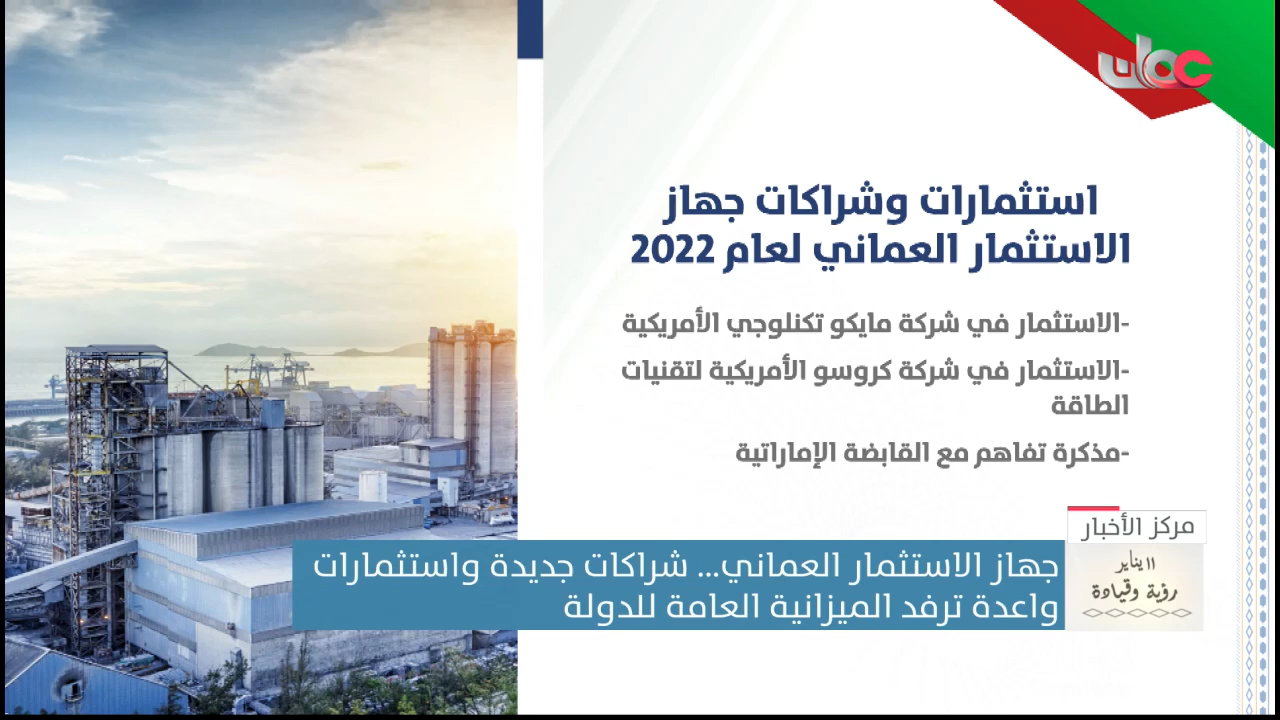 عمان
استثمارات وشراكات جهاز
الاستثمار العماني لعام 2022
-الاستثمار في شركة مايكو تكنلوجي الأمريكية
-الاستثمار في شركة كروسو الأمريكية لتقنيات
الطاقة
-مذكرة تفاهم مع القابضة الإماراتية
مركز الأخبار
١١ يناير
رؤية وقيادة
جهاز الاستثمار العماني... شراكات جديدة واستثمارات
واعدة ترفد الميزانية العامة للدولة